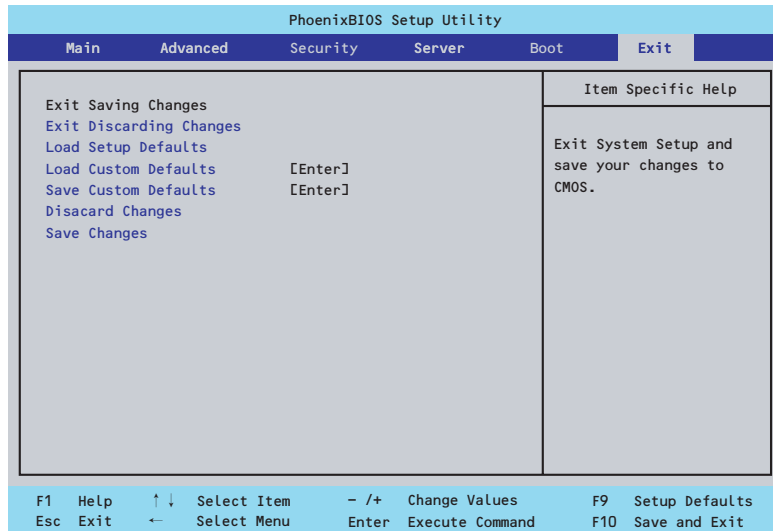 PhoenixBIOS Setup Utility
Main Advanced Security Server Boot Exit
Item Specific Help
Exit Saving Changes
Exit Discarding Changes
Load Setup Defaults
Load Custom Defaults [Enter]
Save Custom Defaults [Enter]
Disacard Changes
Save Changes
Exit System Setup and
save your changes to
CMOS.
F1 Help ↑↓ Select Item – /+ Change Values F9 Setup Defaults
Esc Exit ← Select Menu Enter Execute Command F10 Save and Exit